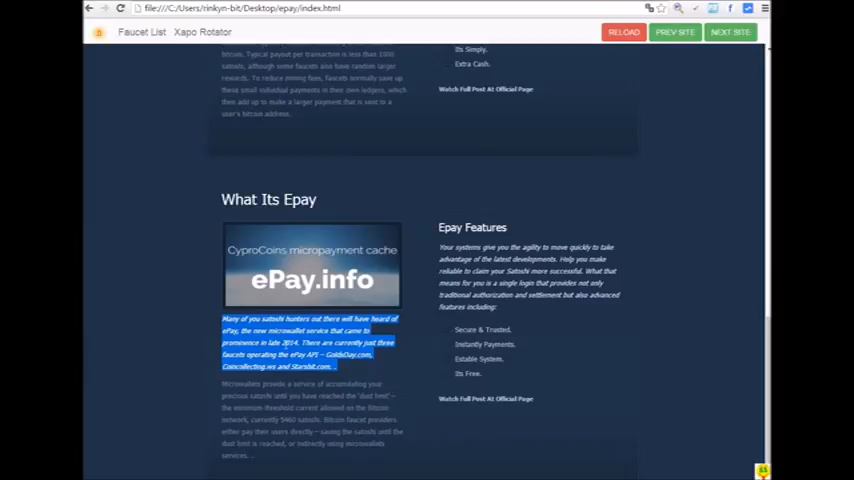 file:///C:/Users/rinkyn-bit/Desktop/epay/index.html
Faucet List Xapo Rotator
RELOAD PREV SITE NEXT SITE
bitcoin. Typical payout per transaction is less than 1000
satoshi, although some faucets also have random larger
rewards. To reduce mining fees, faucets normally save up
these small individual payments in their own ledgers, which
then add up to make a larger payment that is sent to a
user's bitcoin address.
Its Simply.
Extra Cash.
Watch Full Post At Official Page
What Its Epay
CyproCoins micropayment cache
ePay.info
Many of you satoshi hunters out there will have heard of
ePay, the new microwallet service that came to
prominence in late 2014. There are currently just three
faucets operating the ePay API – GoldsDay.com,
Coincollecting.ws and Starsbit.com. .
Microwallets provide a service of accumulating your
precious satoshi until you have reached the 'dust limit' –
the minimum threshold current allowed on the Bitcoin
network, currently 5460 satoshi. Bitcoin faucet providers
either pay their users directly – saving the satoshi until the
dust limit is reached, or indirectly using microwallets
services. .
Epay Features
Your systems give you the agility to move quickly to take
advantage of the latest developments. Help you make
reliable to claim your Satoshi more successful. What that
means for you is a single login that provides not only
traditional authorization and settlement but also advanced
features including:
Secure & Trusted.
Instantly Payments.
Estable System.
Its Free.
Watch Full Post At Official Page